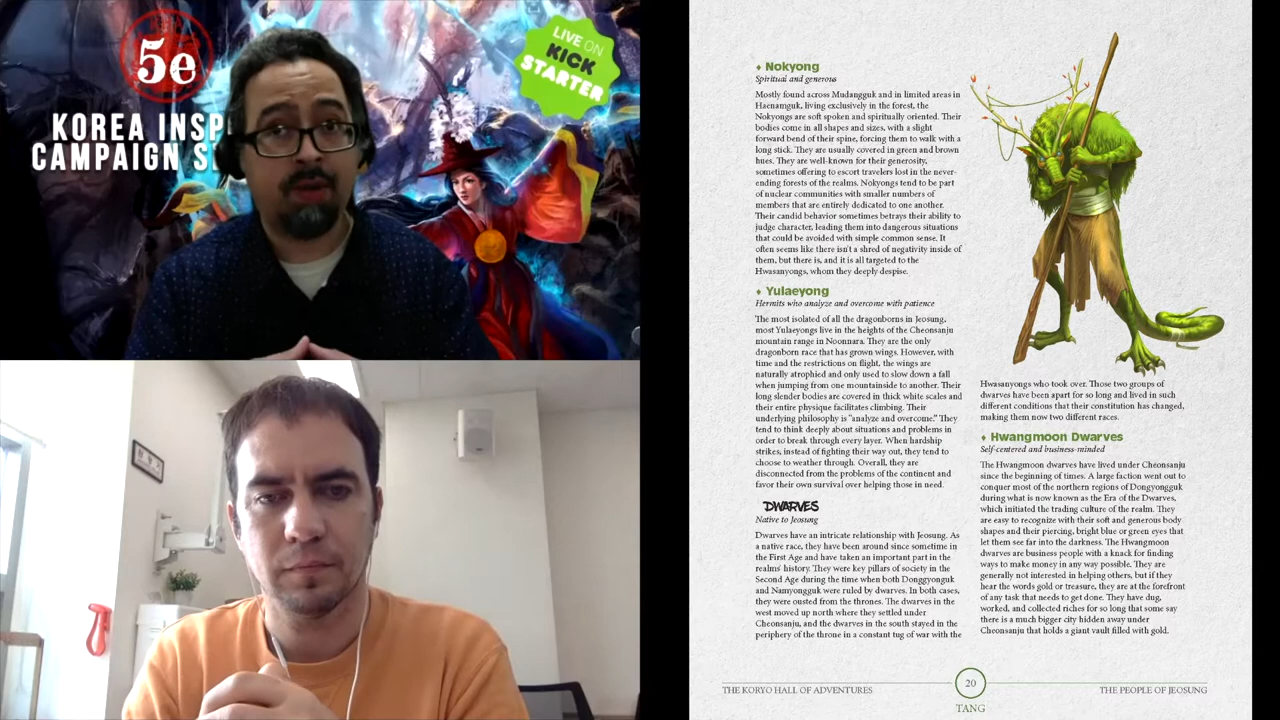 5e
KOREA INSP
CAMPAIGN S
LIVE ON
KICK
STARTER
♦ Nokyong
Spiritual and generous
Mostly found across Mudangguk and in limited areas in
Haenamguk, living exclusively in the forest, the
Nokyongs are soft spoken and spiritually oriented. Their
bodies come in all shapes and sizes, with a slight
forward bend of their spine, forcing them to walk with a
long stick. They are usually covered in green and brown
hues. They are well-known for their generosity,
sometimes offering to escort travelers lost in the never-
ending forests of the realms. Nokyongs tend to be part
of nuclear communities with smaller numbers of
members that are entirely dedicated to one another.
Their candid behavior sometimes betrays their ability to
judge character, leading them into dangerous situations
that could be avoided with simple common sense. It
often seems like there isn't a shred of negativity inside of
them, but there is, and it is all targeted to the
Hwasanyongs, whom they deeply despise.
♦ Yulaeyong
Hermits who analyze and overcome with patience
The most isolated of all the dragonborns in Jeosung,
most Yulaeyongs live in the heights of the Cheonsanju
mountain range in Noonnara. They are the only
dragonborn race that has grown wings. However, with
time and the restrictions on flight, the wings are
naturally atrophied and only used to slow down a fall
when jumping from one mountainside to another. Their
long slender bodies are covered in thick white scales and
their entire physique facilitates climbing. Their
underlying philosophy is "analyze and overcome." They
tend to think deeply about situations and problems in
order to break through every layer. When hardship
strikes, instead of fighting their way out, they tend to
choose to weather through. Overall, they are
disconnected from the problems of the continent and
favor their own survival over helping those in need.
DWARVES
Native to Jeosung
Dwarves have an intricate relationship with Jeosung. As
a native race, they have been around since sometime in
the First Age and have taken an important part in the
realms' history. They were key pillars of society in the
Second Age during the time when both Donggyonguk
and Namyongguk were ruled by dwarves. In both cases,
they were ousted from the thrones. The dwarves in the
west moved up north where they settled under
Cheonsanju, and the dwarves in the south stayed in the
periphery of the throne in a constant tug of war with the
Hwasanyongs who took over. Those two groups of
dwarves have been apart for so long and lived in such
different conditions that their constitution has changed,
making them now two different races.
♦ Hwangmoon Dwarves
Self-centered and business-minded
The Hwangmoon dwarves have lived under Cheonsanju
since the beginning of times. A large faction went out to
conquer most of the northern regions of Dongyongguk
during what is now known as the Era of the Dwarves,
which initiated the trading culture of the realm. They
are easy to recognize with their soft and generous body
shapes and their piercing, bright blue or green eyes that
let them see far into the darkness. The Hwangmoon
dwarves are business people with a knack for finding
ways to make money in any way possible. They are
generally not interested in helping others, but if they
hear the words gold or treasure, they are at the forefront
of any task that needs to get done. They have dug,
worked, and collected riches for so long that some say
there is a much bigger city hidden away under
Cheonsanju that holds a giant vault filled with gold.
THE KORYO HALL OF ADVENTURES
20
TANG
THE PEOPLE OF JEOSUNG